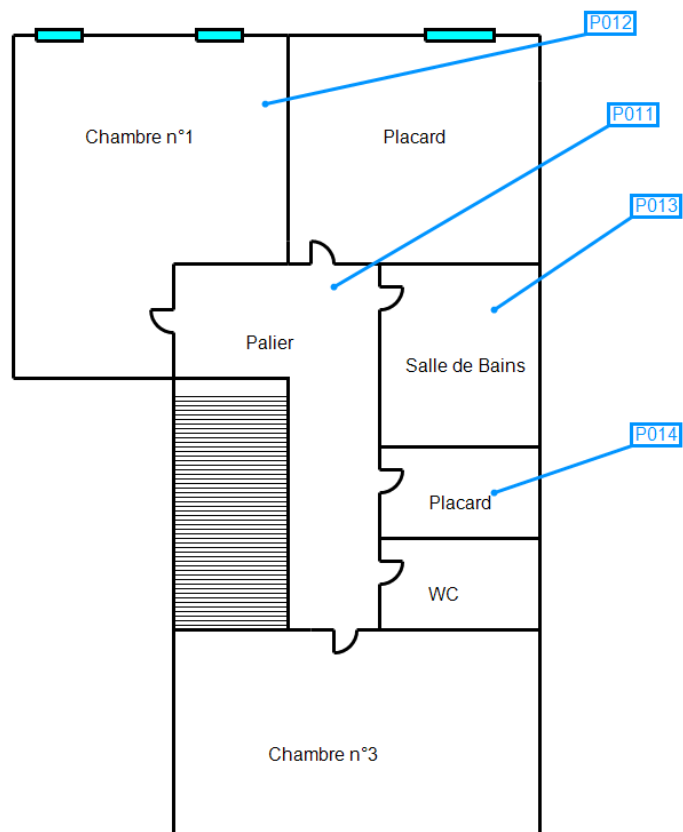 P012
P011
Chambre n°1
Placard
P013
Palier
Salle de Bains
P014
Placard
WC
Chambre n°3